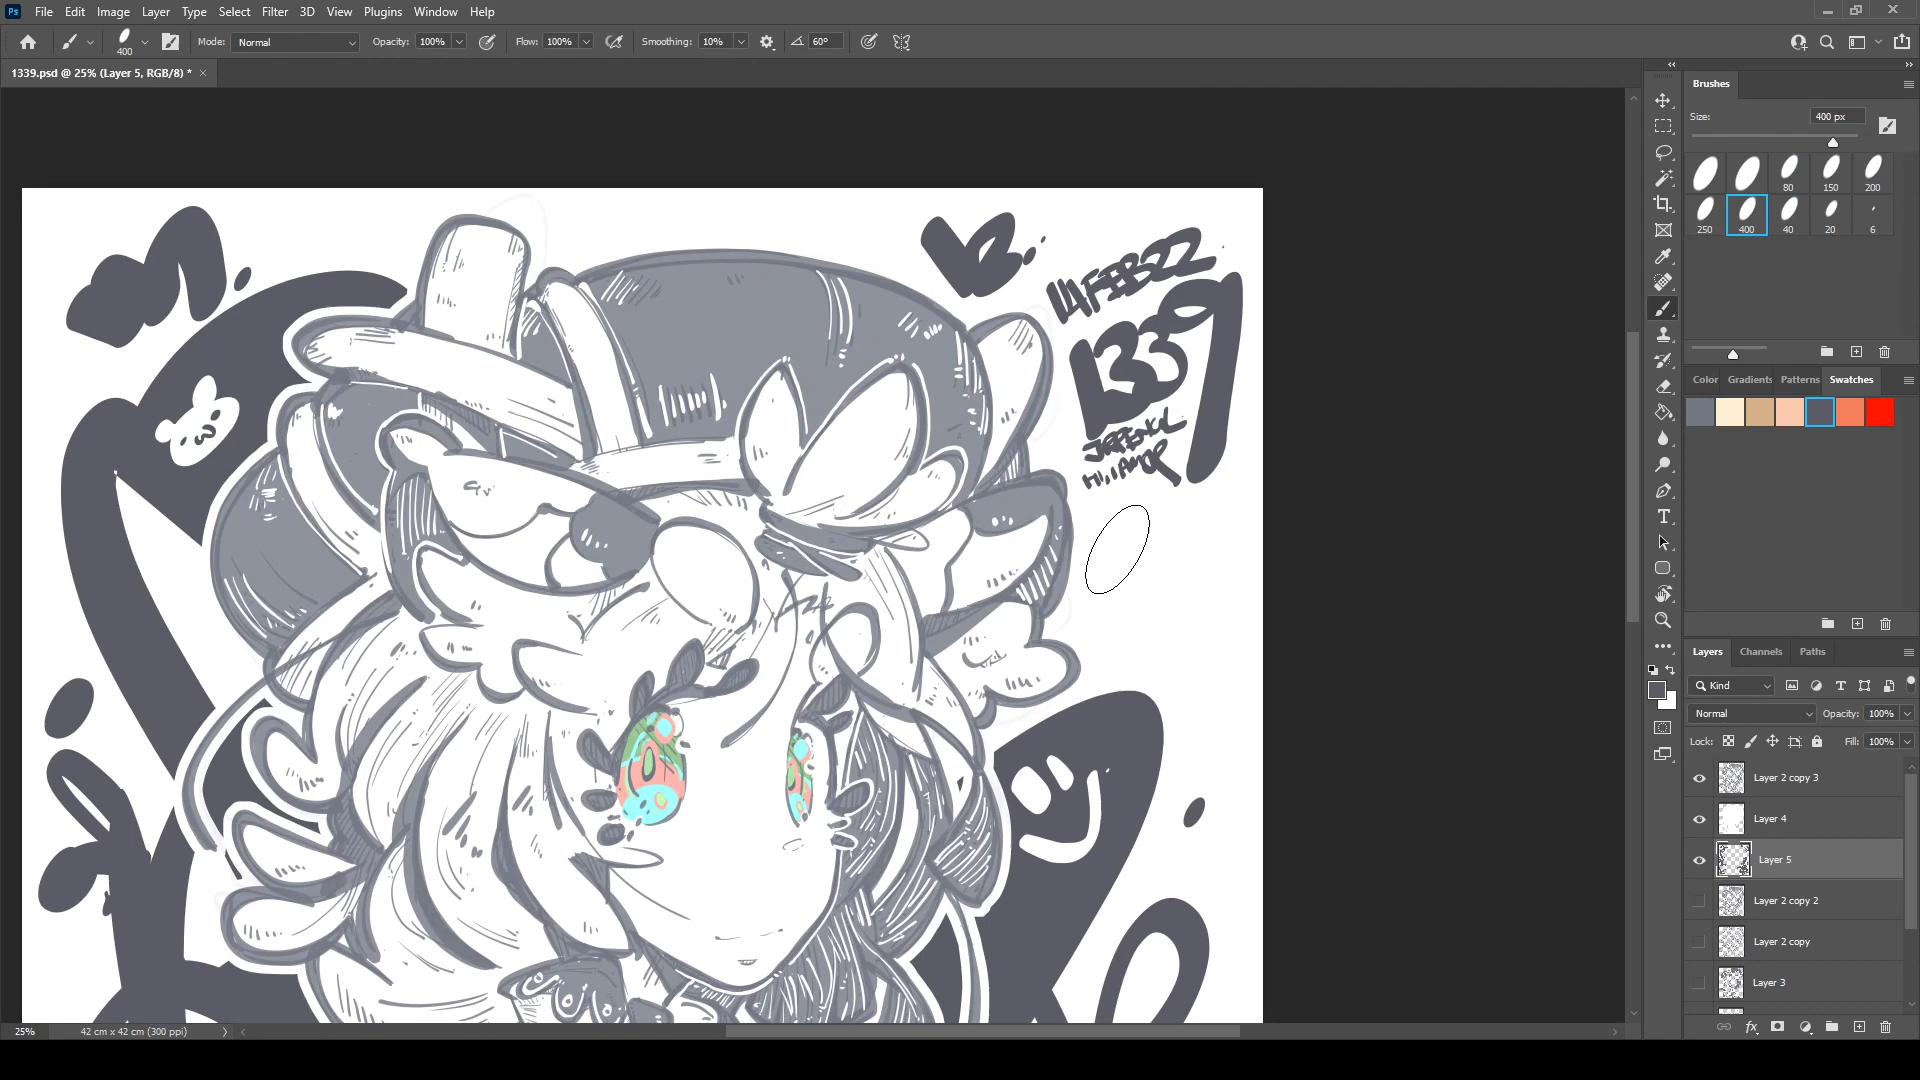 Ps File Edit Image Layer Type Select Filter 3D View Plugins Window Help
400 Mode: Normal Opacity: 100% Flow: 100% Smoothing: 10% 60°
1339.psd @ 25% (Layer 5, RGB/8) * ×
Brushes
Size: 400 px
80 150 200
250 400 40 20 6
Color Gradients Patterns Swatches
14FEB22
1339
Layers Channels Paths
Kind
Normal Opacity: 100%
Lock: Fill: 100%
Layer 2 copy 3
Layer 4
Layer 5
Layer 2 copy 2
Layer 2 copy
Layer 3
25% 42 cm x 42 cm (300 ppi)